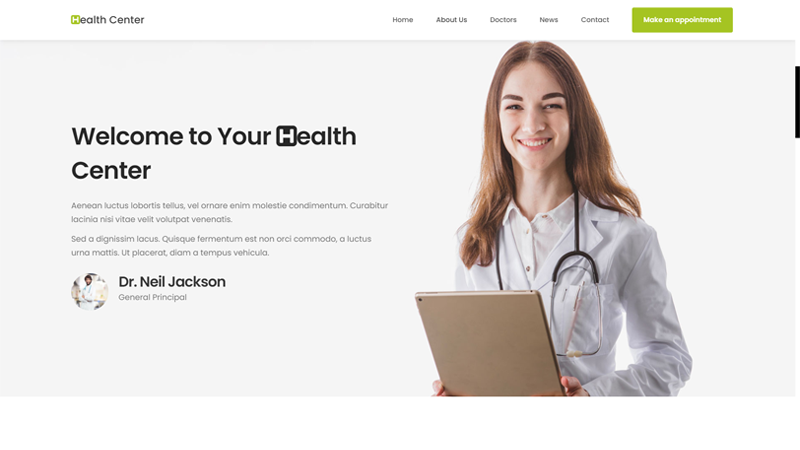 Health Center
Home About Us Doctors News Contact Make an appointment
Welcome to Your Health
Center
Aenean luctus lobortis tellus, vel ornare enim molestie condimentum. Curabitur
lacinia nisi vitae velit volutpat venenatis.
Sed a dignissim lacus. Quisque fermentum est non orci commodo, a luctus
urna mattis. Ut placerat, diam a tempus vehicula.
Dr. Neil Jackson
General Principal